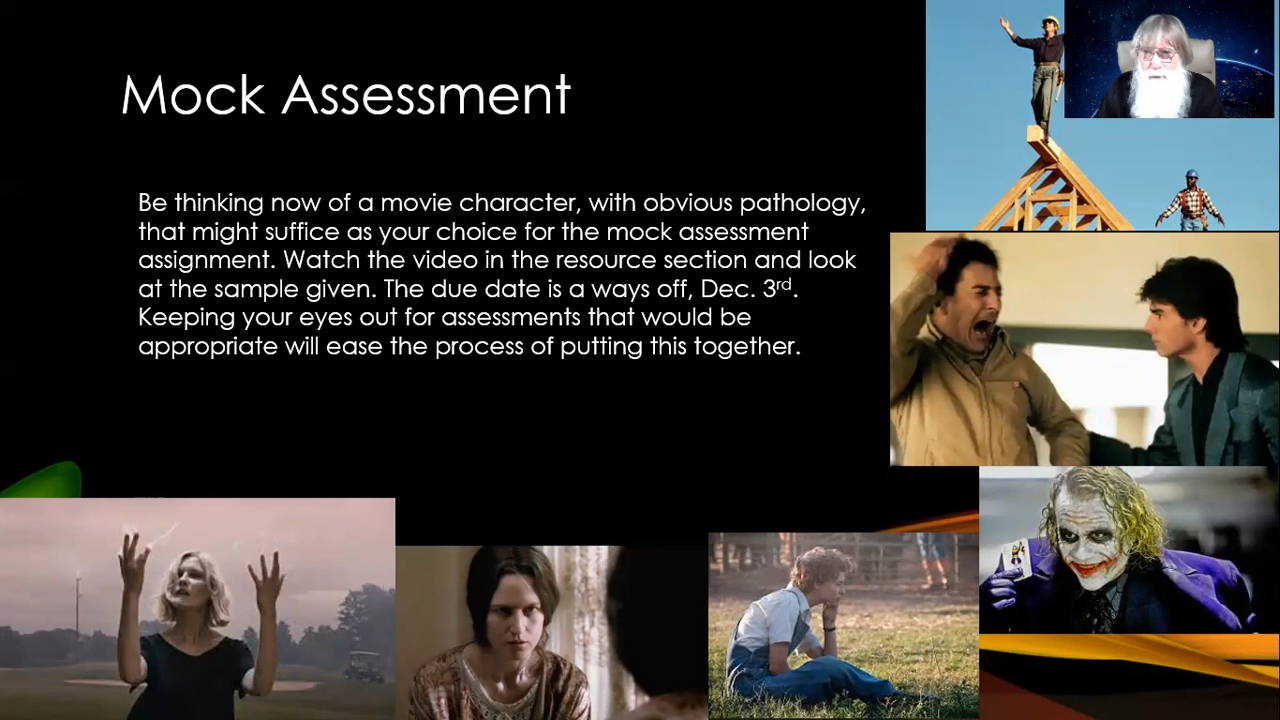 Mock Assessment
Be thinking now of a movie character, with obvious pathology,
that might suffice as your choice for the mock assessment
assignment. Watch the video in the resource section and look
at the sample given. The due date is a ways off, Dec. 3rd.
Keeping your eyes out for assessments that would be
appropriate will ease the process of putting this together.